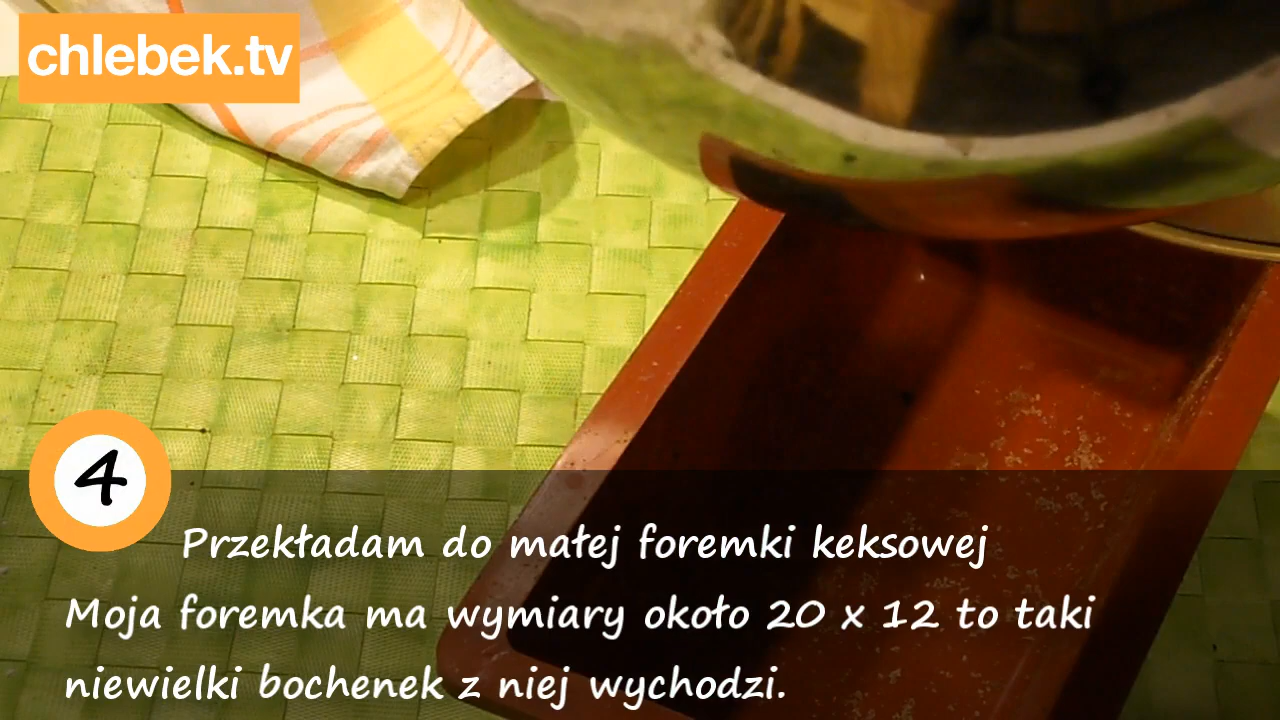 chlebek.tv
4
Przekładam do małej foremki keksowej
Moja foremka ma wymiary około 20 x 12 to taki
niewielki bochenek z niej wychodzi.